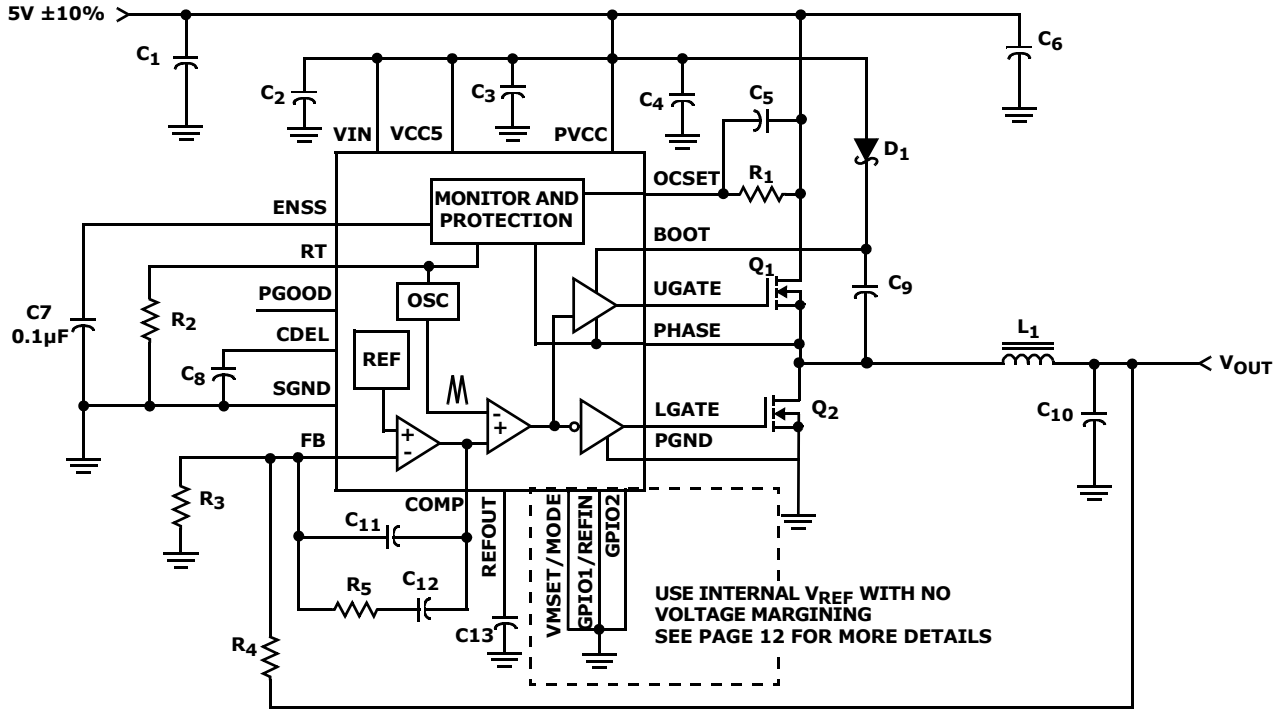 5V ±10%
C1
C2
C3
C4
C5
C6
VIN
VCC5
PVCC
D1
OCSET
R1
MONITOR AND
PROTECTION
ENSS
BOOT
RT
Q1
C9
OSC
UGATE
PGOOD
C7
0.1µF
R2
PHASE
L1
CDEL
REF
VOUT
C8
SGND
LGATE
Q2
C10
+
-
-
+
FB
PGND
R3
COMP
REFOUT
VMSET/MODE
GPIO1/REFIN
GPIO2
C11
R5
C12
C13
USE INTERNAL VREF WITH NO
VOLTAGE MARGINING
SEE PAGE 12 FOR MORE DETAILS
R4